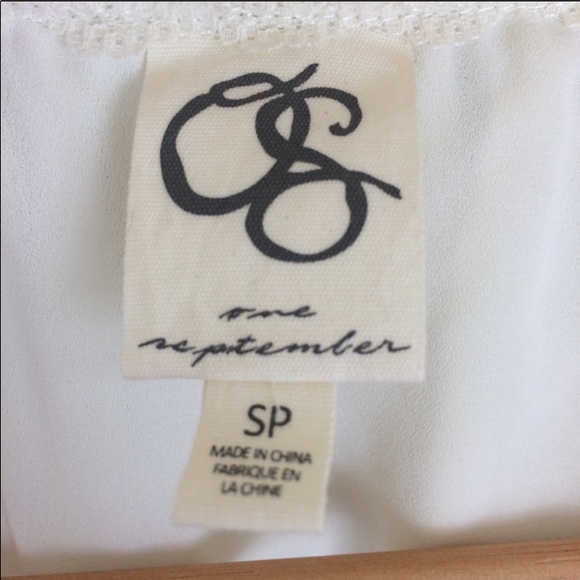 OS
one
september
SP
MADE IN CHINA
FABRIQUE EN
LA CHINE